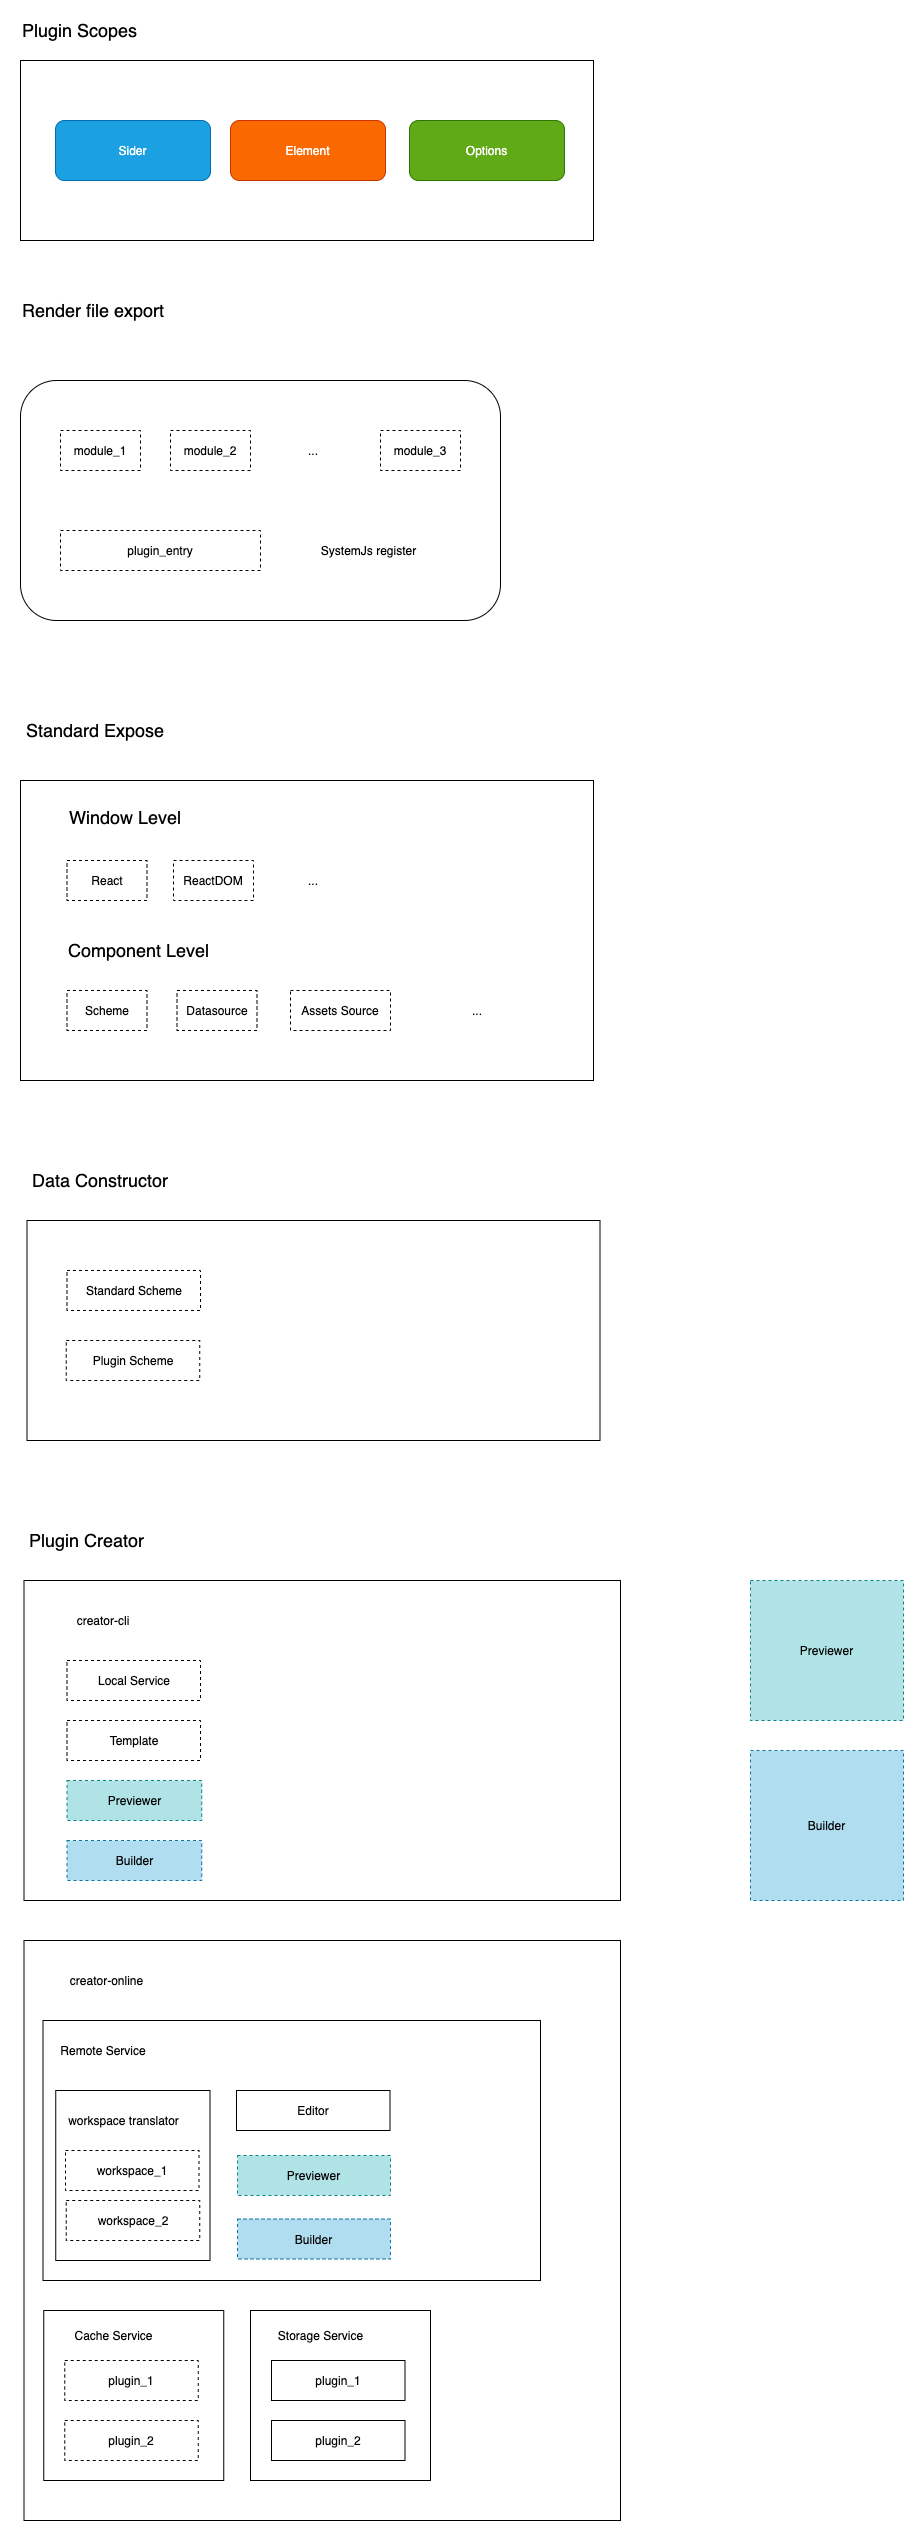 Plugin Scopes
Sider
Element
Options
Render file export
module_1
module_2
...
module_3
plugin_entry
SystemJs register
Standard Expose
Window Level
React
ReactDOM
...
Component Level
Scheme
Datasource
Assets Source
...
Data Constructor
Standard Scheme
Plugin Scheme
Plugin Creator
creator-cli
Local Service
Template
Previewer
Builder
Previewer
Builder
creator-online
Remote Service
workspace translator
workspace_1
workspace_2
Editor
Previewer
Builder
Cache Service
plugin_1
plugin_2
Storage Service
plugin_1
plugin_2